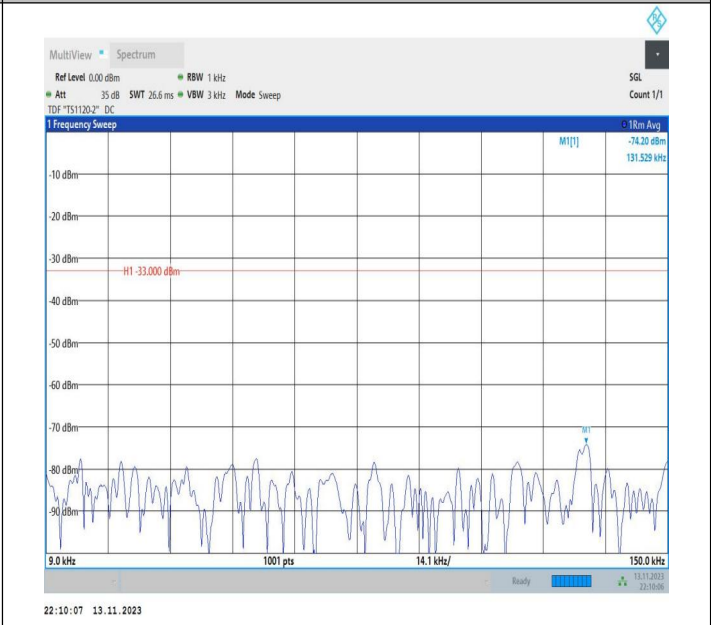 MultiView Spectrum
Ref Level 0.00 dBm RBW 1 kHz SGL
Att 35 dB SWT 26.6 ms VBW 3 kHz Mode Sweep Count 1/1
TDF "TS1120-2" DC
1 Frequency Sweep 1Rm Avg
M1[1] -74.20 dBm
131.529 kHz
-10 dBm
-20 dBm
-30 dBm
H1 -33.000 dBm
-40 dBm
-50 dBm
-60 dBm
-70 dBm
M1
-80 dBm
-90 dBm
9.0 kHz 1001 pts 14.1 kHz/ 150.0 kHz
Ready 13.11.2023
22:10:06
22:10:07 13.11.2023